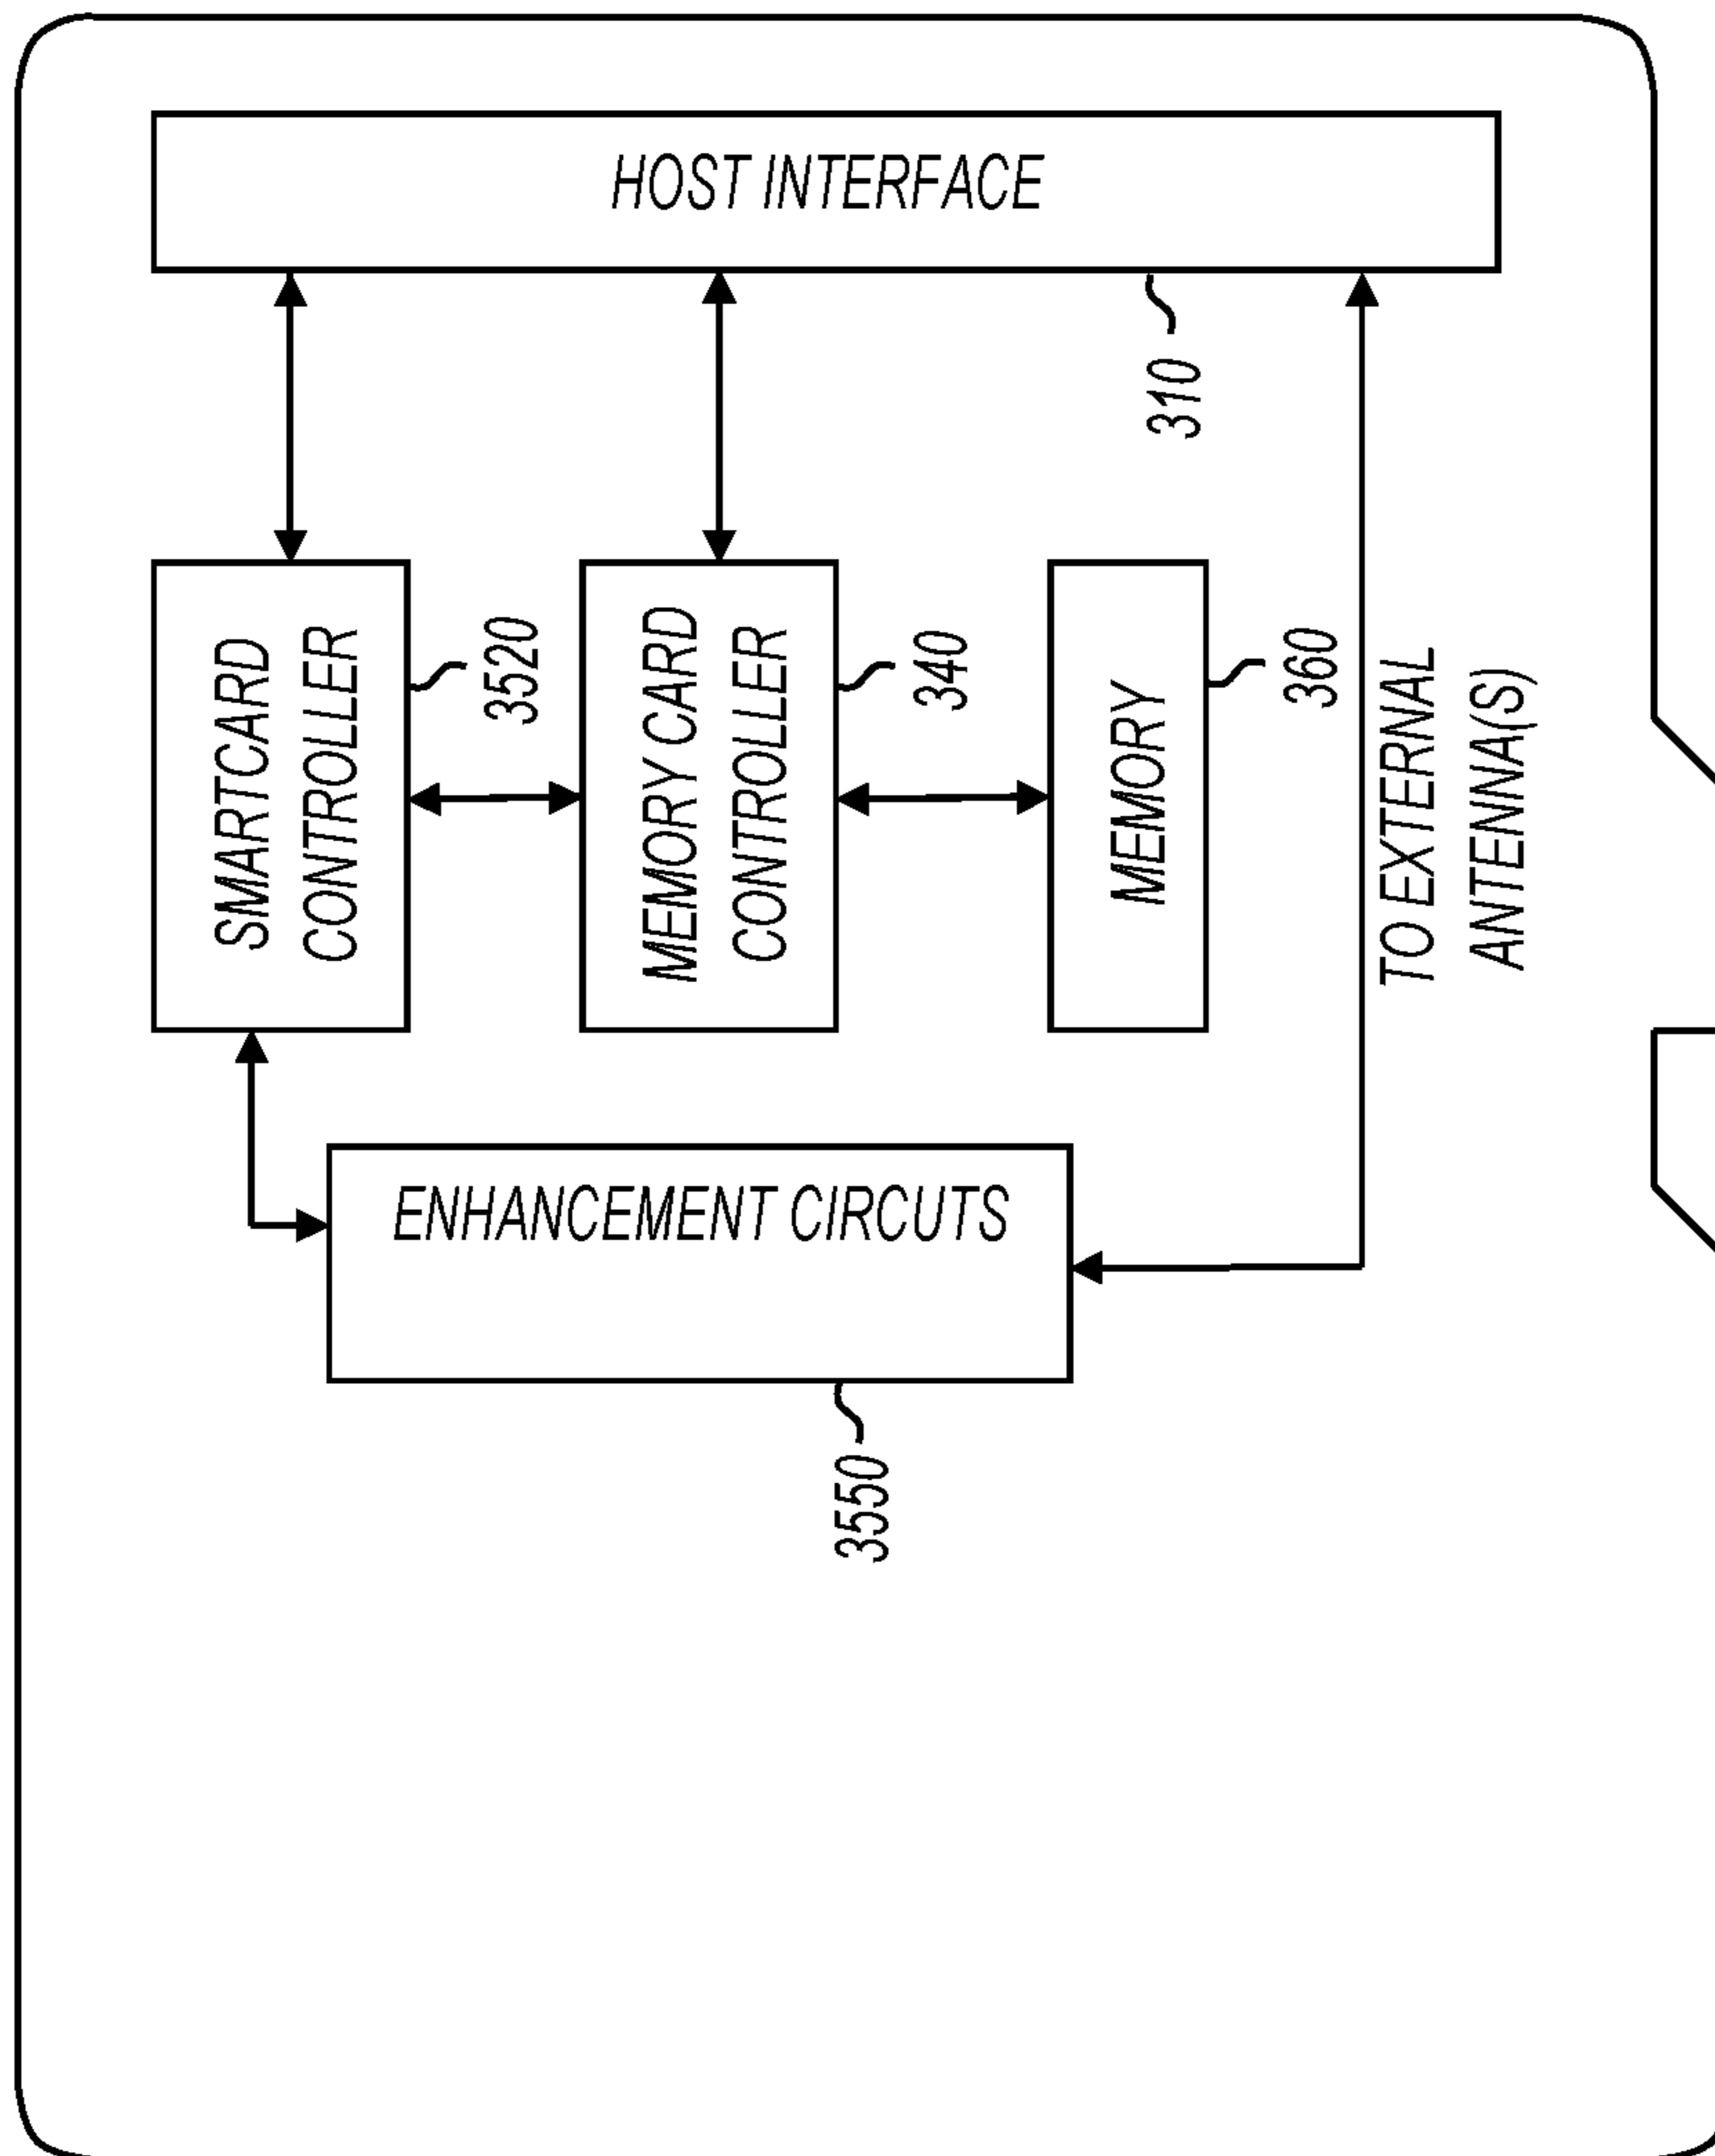 HOST INTERFACE
310
SMARTCARD
CONTROLLER
3520
MEMORY CARD
CONTROLLER
340
MEMORY
360
TO EXTERNAL
ANTENNA(S)
ENHANCEMENT CIRCUTS
3550